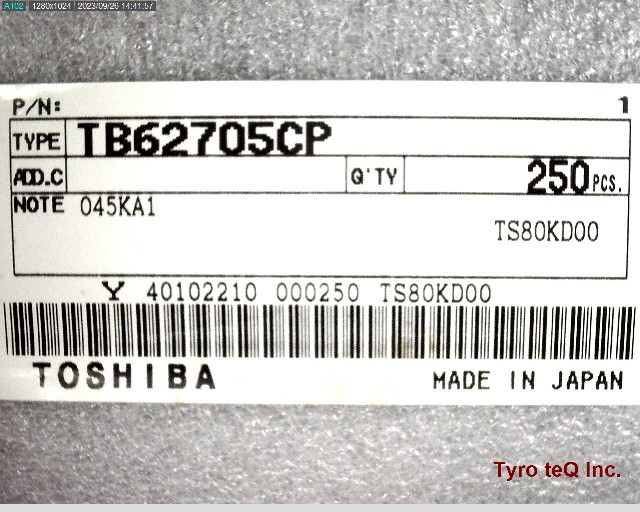 A102 1280x1024 2023/09/26 14:41:57
P/N: 1
TYPE TB62705CP
ADD.C Q'TY 250 PCS.
NOTE 045KA1
TS80KD00
Y 40102210 000250 TS80KD00
TOSHIBA MADE IN JAPAN
Tyro teQ Inc.